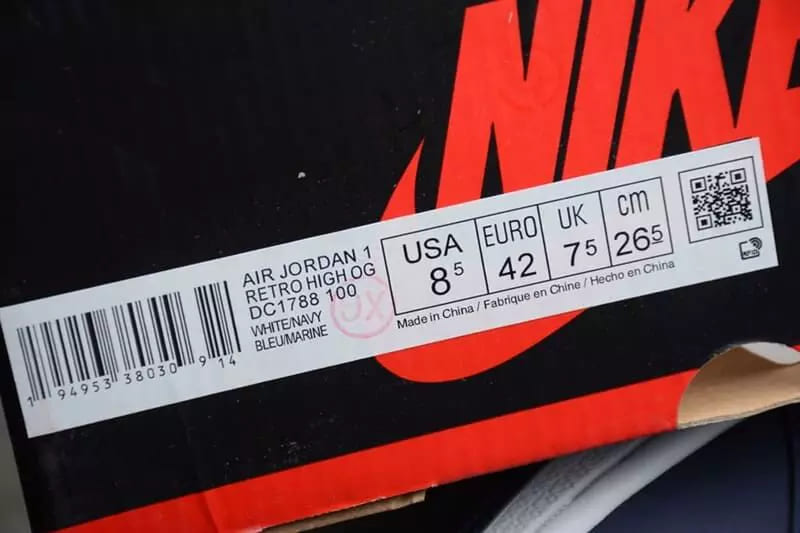 NIKE
AIR JORDAN 1
RETRO HIGH OG
DC1788 100
WHITE/NAVY
BLEU/MARINE
JX
USA
8⁵
EURO
42
UK
7⁵
cm
26⁵
Made in China / Fabrique en Chine / Hecho en China
1 94953 38030 9 14